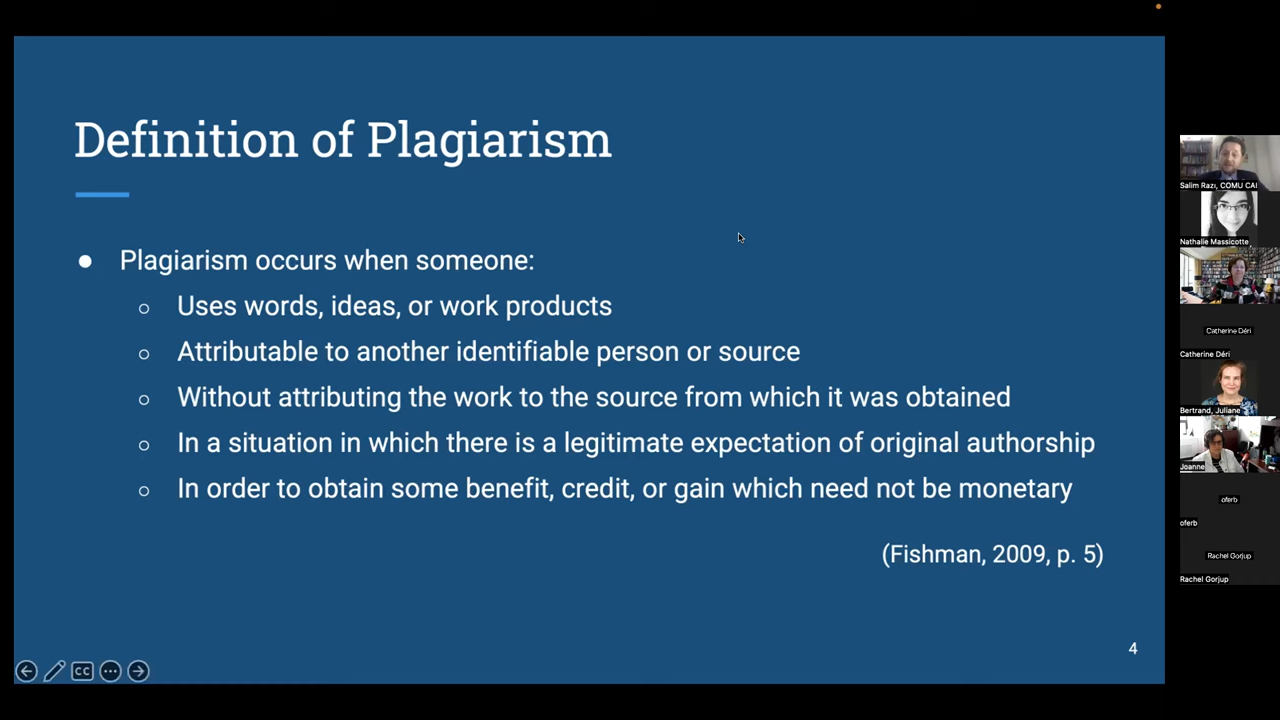 Definition of Plagiarism
● Plagiarism occurs when someone:
○ Uses words, ideas, or work products
○ Attributable to another identifiable person or source
○ Without attributing the work to the source from which it was obtained
○ In a situation in which there is a legitimate expectation of original authorship
○ In order to obtain some benefit, credit, or gain which need not be monetary
(Fishman, 2009, p. 5)
4
CC
Salim Razı, COMU CAI
Nathalie Massicotte,
Catherine Déri
Catherine Déri
Bertrand, Juliane
Joanne
oferb
oferb
Rachel Gorjup
Rachel Gorjup